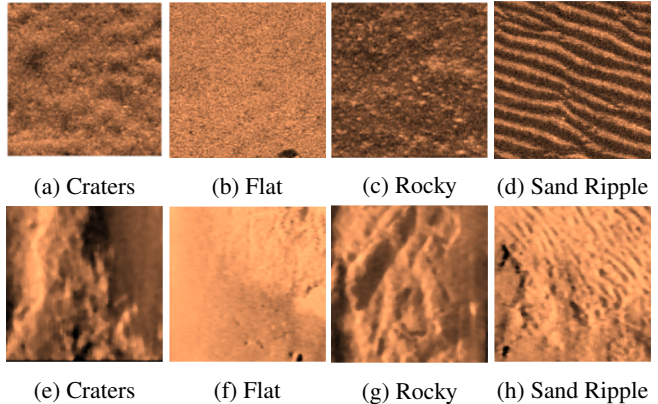 (a) Craters
(b) Flat
(c) Rocky
(d) Sand Ripple
(e) Craters
(f) Flat
(g) Rocky
(h) Sand Ripple